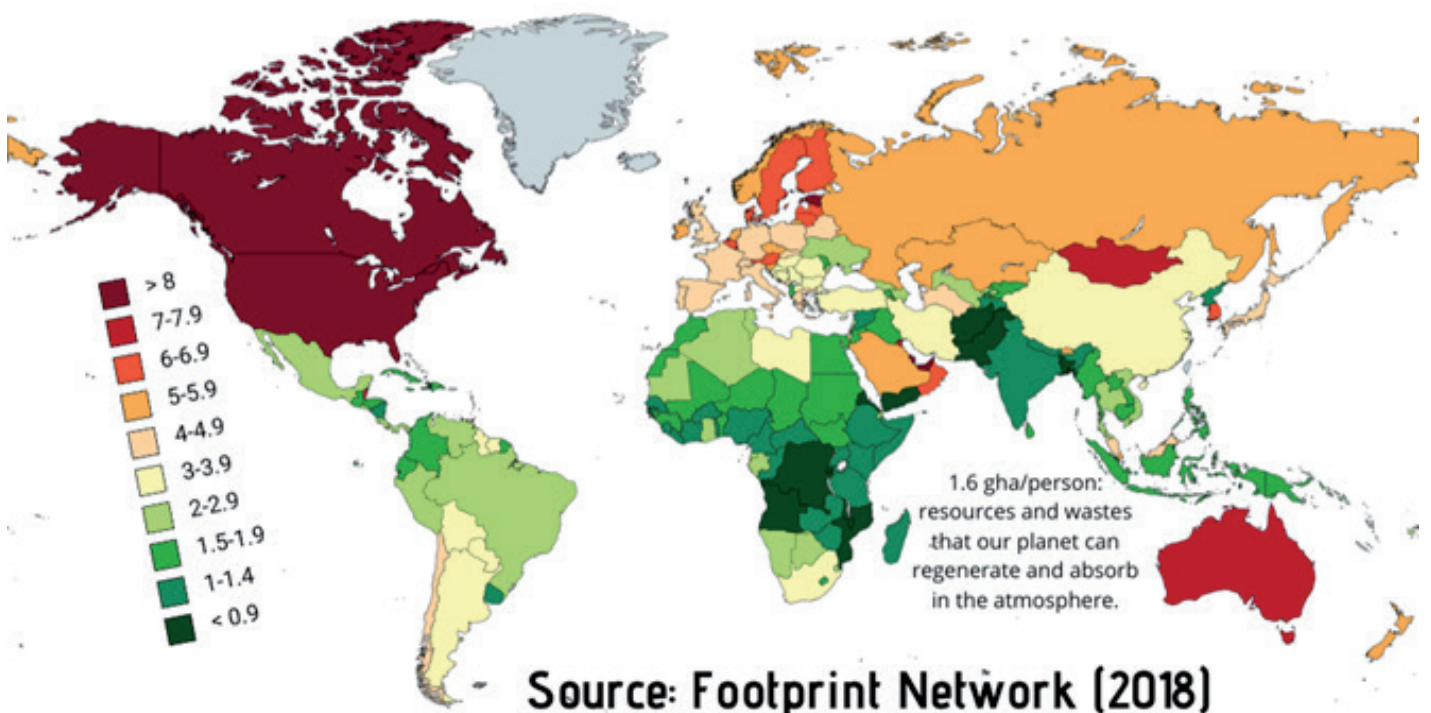 > 8
7-7.9
6-6.9
5-5.9
4-4.9
3-3.9
2-2.9
1.5-1.9
1-1.4
< 0.9
1.6 gha/person:
resources and wastes
that our planet can
regenerate and absorb
in the atmosphere.
Source: Footprint Network (2018)